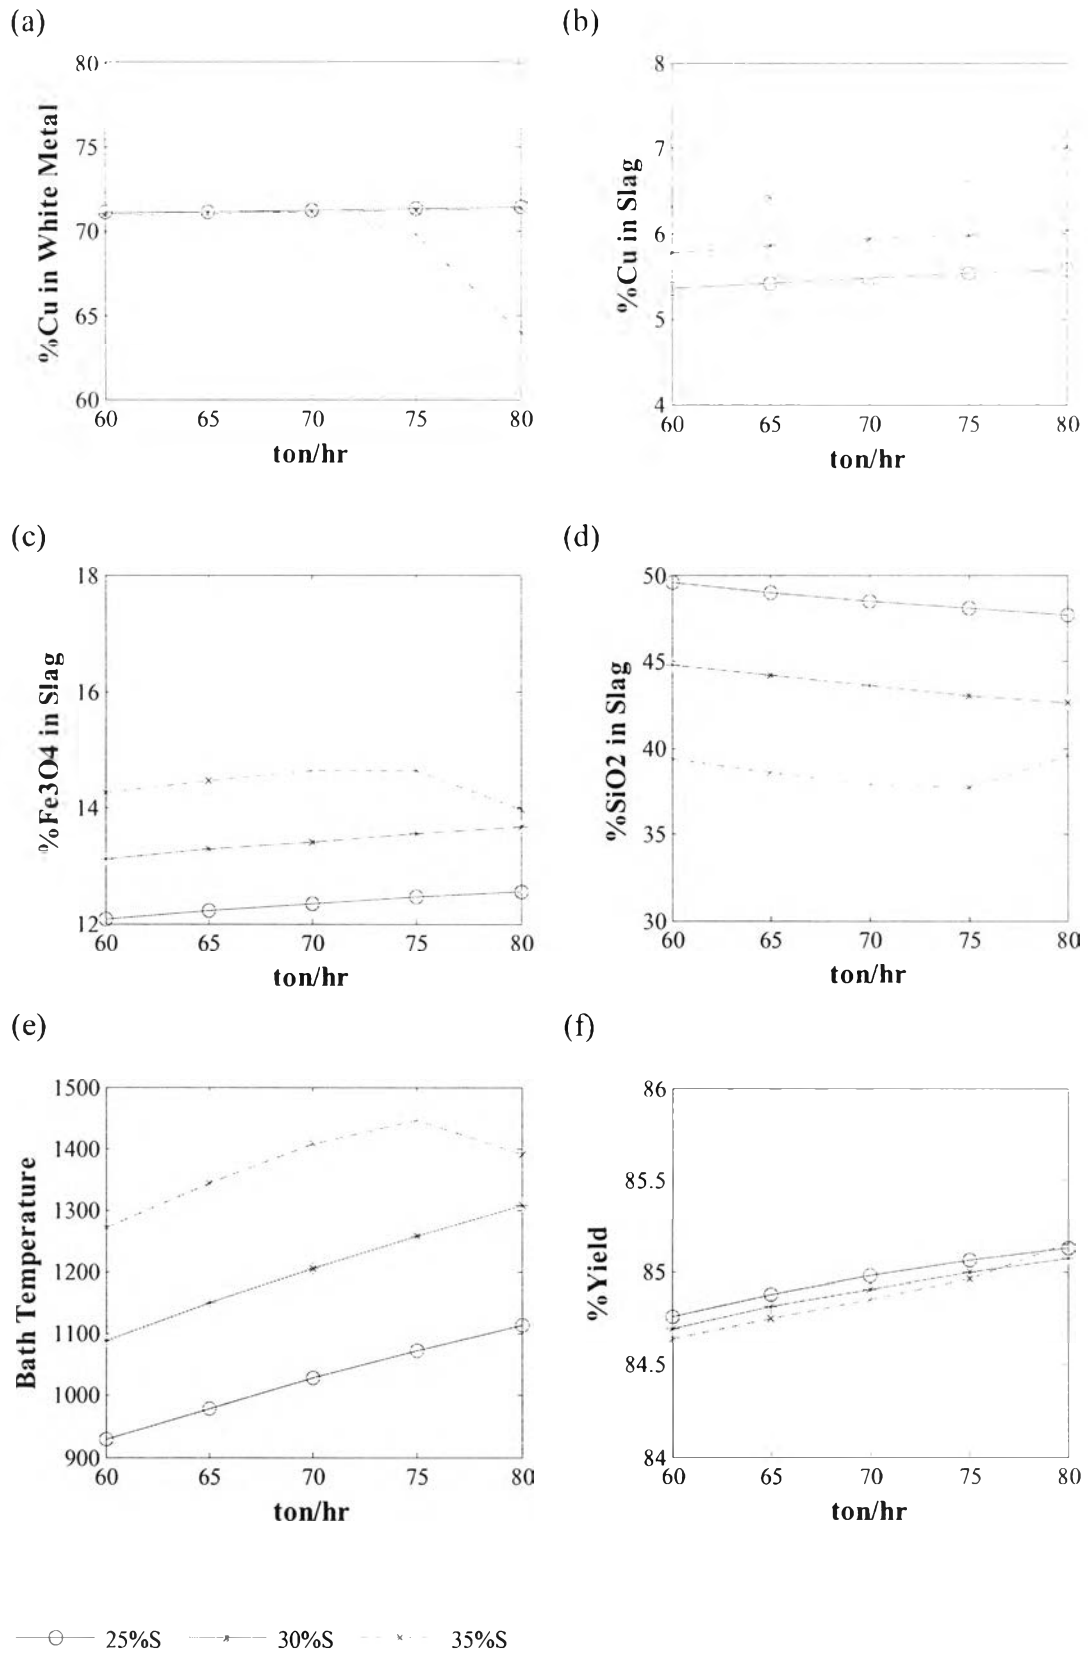 (a)
80
75
70
65
60
60 65 70 75 80
%Cu in White Metal
ton/hr
(b)
8
7
6
5
4
60 65 70 75 80
%Cu in Slag
ton/hr
(c)
18
16
14
12
60 65 70 75 80
%Fe3O4 in Slag
ton/hr
(d)
50
45
40
35
30
60 65 70 75 80
%SiO2 in Slag
ton/hr
(e)
1500
1400
1300
1200
1100
1000
900
60 65 70 75 80
Bath Temperature
ton/hr
(f)
86
85.5
85
84.5
84
60 65 70 75 80
%Yield
ton/hr
25%S 30%S 35%S